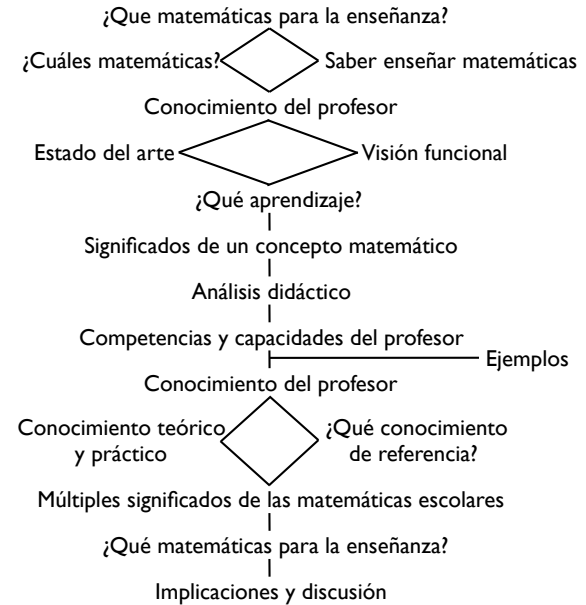 ¿Que matemáticas para la enseñanza?
¿Cuáles matemáticas?
Saber enseñar matemáticas
Conocimiento del profesor
Estado del arte
Visión funcional
¿Qué aprendizaje?
Significados de un concepto matemático
Análisis didáctico
Competencias y capacidades del profesor
Ejemplos
Conocimiento del profesor
Conocimiento teórico
y práctico
¿Qué conocimiento
de referencia?
Múltiples significados de las matemáticas escolares
¿Qué matemáticas para la enseñanza?
Implicaciones y discusión